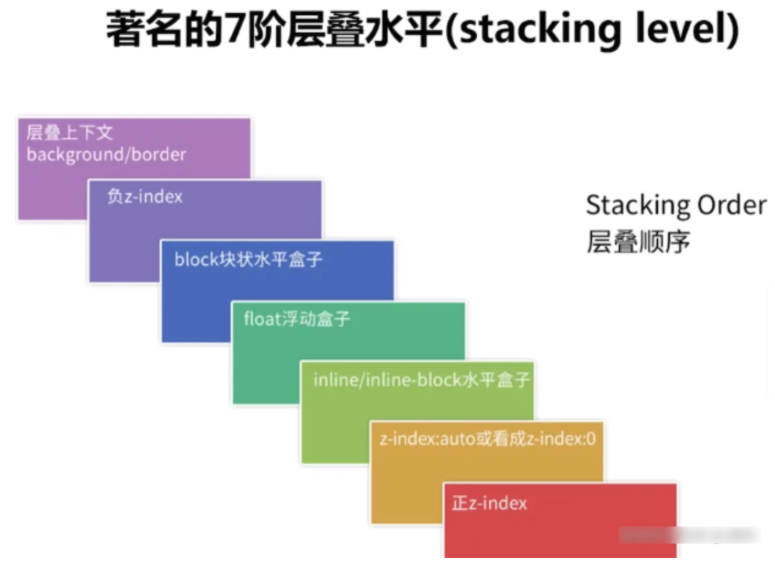 著名的7阶层叠水平(stacking level)
层叠上下文
background/border
负z-index
block块状水平盒子
Stacking Order
层叠顺序
float浮动盒子
inline/inline-block水平盒子
z-index:auto或看成z-index:0
正z-index